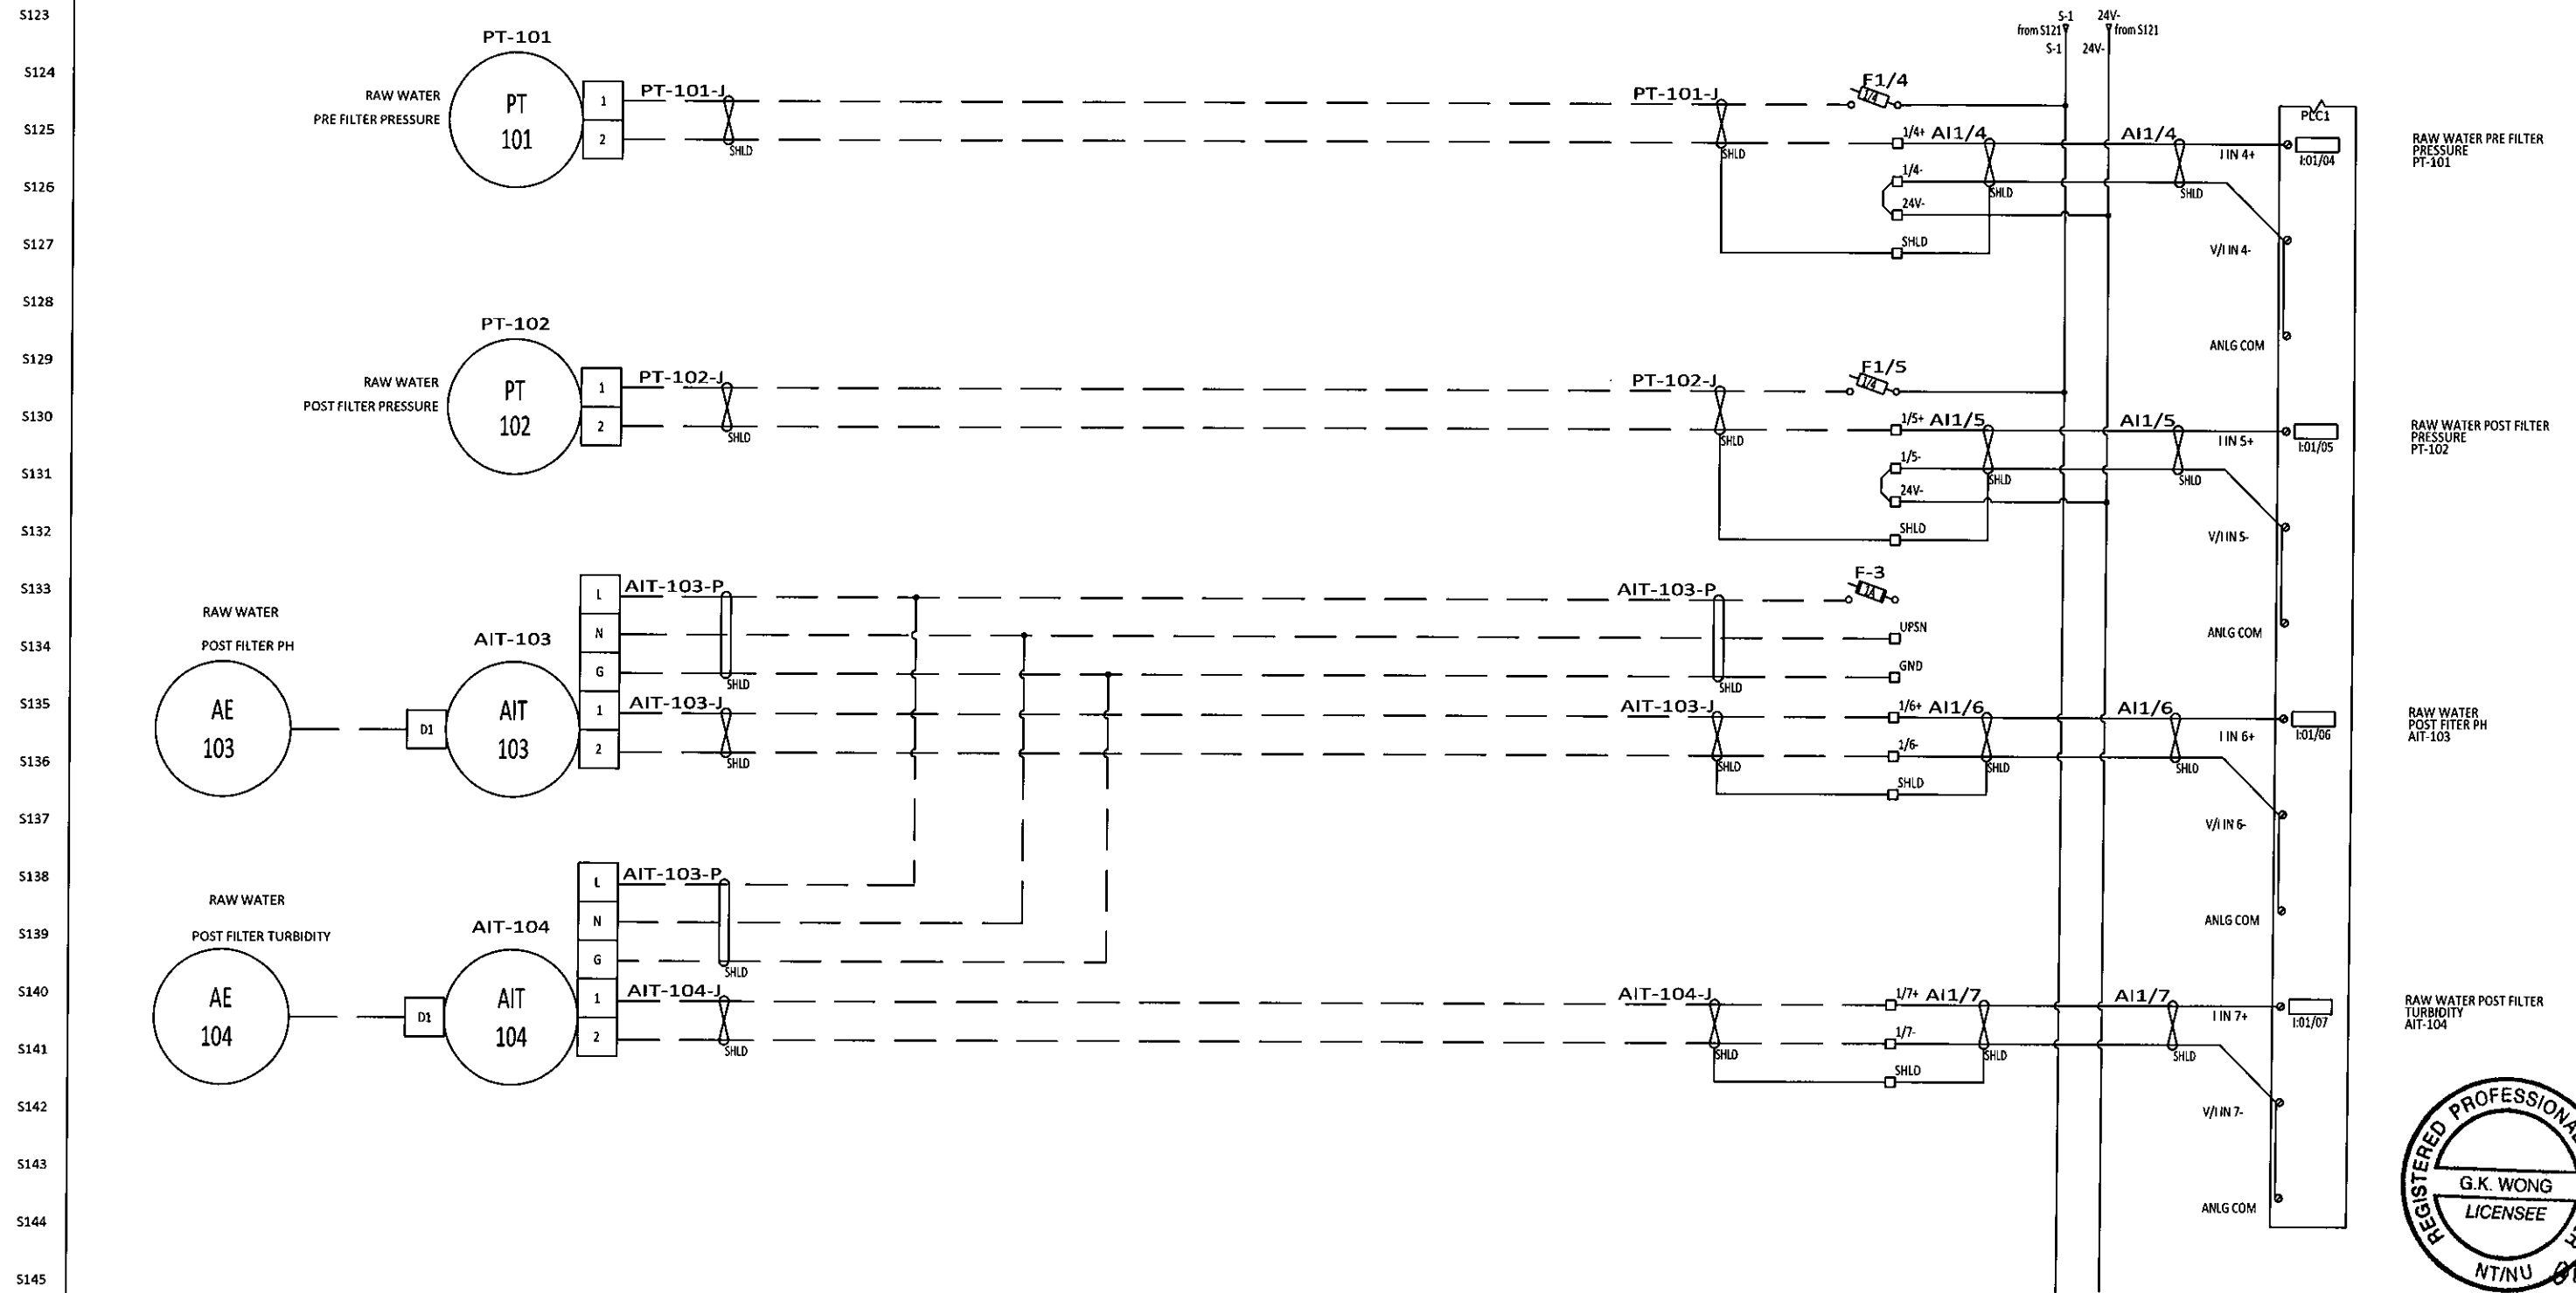 S123
S124
S125
S126
S127
S128
S129
S130
S131
S132
S133
S134
S135
S136
S137
S138
S139
S140
S141
S142
S143
S144
S145
S-1 24V-
from S121 from S121
S-1 24V-
PT-101
RAW WATER
PRE FILTER PRESSURE
PT
101
1
2
PT-101-J
SHLD
PT-101-J
SHLD
F1/4
1/4
1/4+ AI1/4
1/4-
24V-
SHLD
SHLD
AI1/4
SHLD
I IN 4+
V/I IN 4-
ANLG COM
PLC1
I:01/04
RAW WATER PRE FILTER
PRESSURE
PT-101
PT-102
RAW WATER
POST FILTER PRESSURE
PT
102
1
2
PT-102-J
SHLD
PT-102-J
SHLD
F1/5
1/4
1/5+ AI1/5
1/5-
24V-
SHLD
SHLD
AI1/5
SHLD
I IN 5+
V/I IN 5-
ANLG COM
I:01/05
RAW WATER POST FILTER
PRESSURE
PT-102
RAW WATER
POST FILTER PH
AE
103
D1
AIT-103
AIT
103
L
N
G
1
2
AIT-103-P
SHLD
AIT-103-J
SHLD
AIT-103-P
SHLD
F-3
1A
UPSN
GND
AIT-103-J
SHLD
1/6+ AI1/6
1/6-
SHLD
SHLD
AI1/6
SHLD
I IN 6+
V/I IN 6-
ANLG COM
I:01/06
RAW WATER
POST FITER PH
AIT-103
RAW WATER
POST FILTER TURBIDITY
AE
104
D1
AIT-104
AIT
104
L
N
G
1
2
AIT-103-P
SHLD
AIT-104-J
SHLD
AIT-104-J
SHLD
1/7+ AI1/7
1/7-
SHLD
SHLD
AI1/7
SHLD
I IN 7+
V/I IN 7-
ANLG COM
I:01/07
RAW WATER POST FILTER
TURBIDITY
AIT-104
REGISTERED PROFESSIONAL
G.K. WONG
LICENSEE
NT/NU